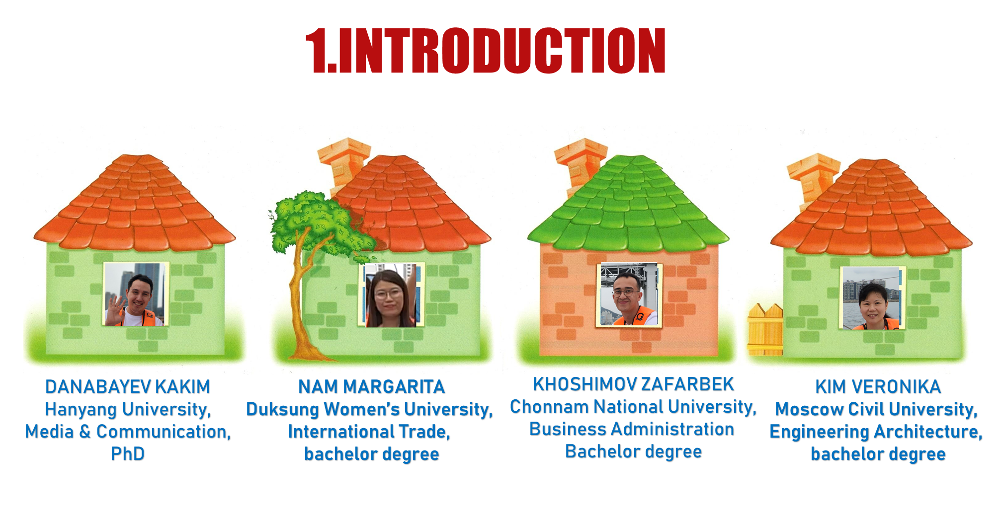 1.INTRODUCTION
DANABAYEV KAKIM
Hanyang University,
Media & Communication,
PhD
NAM MARGARITA
Duksung Women's University,
International Trade,
bachelor degree
KHOSHIMOV ZAFARBEK
Chonnam National University,
Business Administration
Bachelor degree
KIM VERONIKA
Moscow Civil University,
Engineering Architecture,
bachelor degree